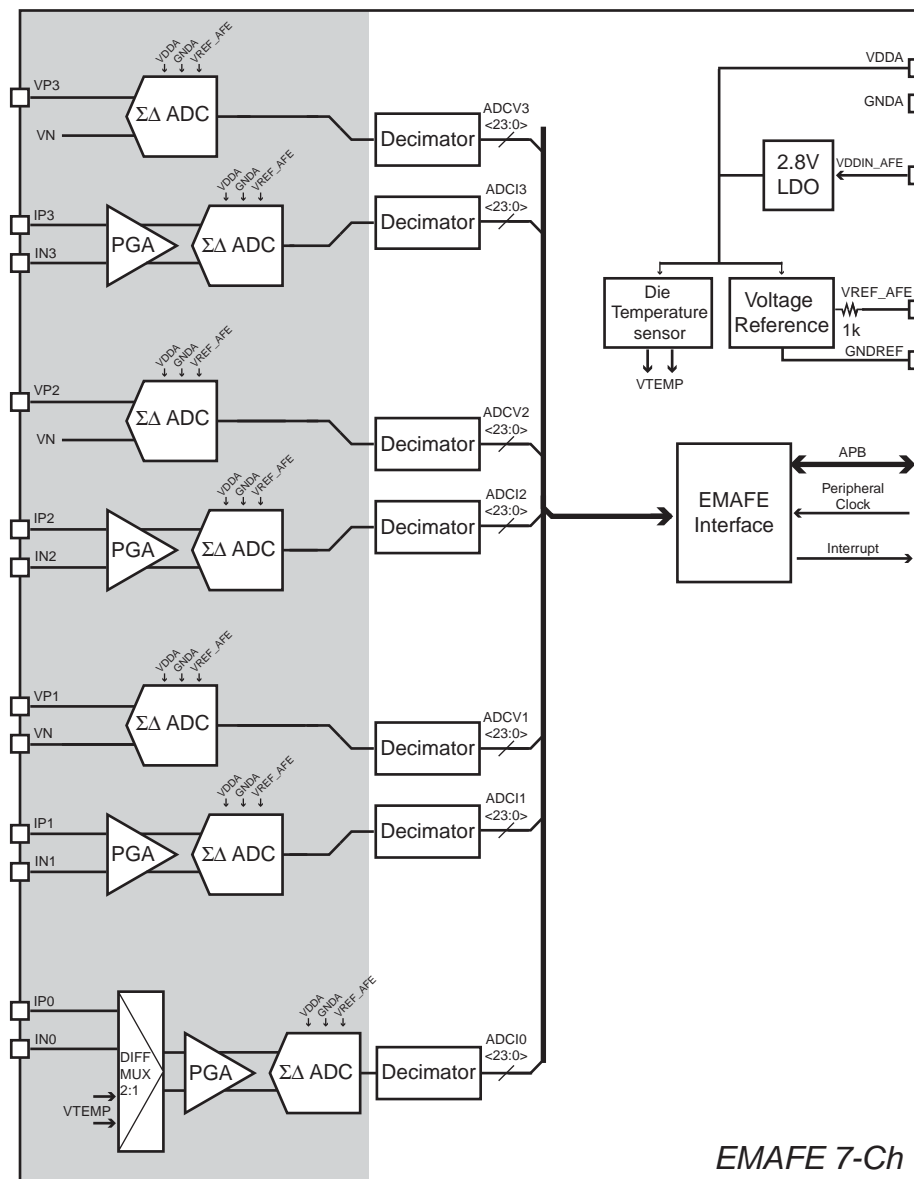 VDDA
GNDA
VREF_AFE
VP3
ΣΔ ADC
VN
Decimator
ADCV3
<23:0>
VDDA
GNDA
VREF_AFE
IP3
IN3
PGA
ΣΔ ADC
Decimator
ADCI3
<23:0>
VDDA
GNDA
VREF_AFE
VP2
ΣΔ ADC
VN
Decimator
ADCV2
<23:0>
VDDA
GNDA
VREF_AFE
IP2
IN2
PGA
ΣΔ ADC
Decimator
ADCI2
<23:0>
VDDA
GNDA
VREF_AFE
VP1
ΣΔ ADC
VN
Decimator
ADCV1
<23:0>
VDDA
GNDA
VREF_AFE
IP1
IN1
PGA
ΣΔ ADC
Decimator
ADCI1
<23:0>
VDDA
GNDA
VREF_AFE
IP0
IN0
DIFF
MUX
2:1
VTEMP
PGA
ΣΔ ADC
Decimator
ADCI0
<23:0>
VDDA
GNDA
2.8V
LDO
VDDIN_AFE
Die
Temperature
sensor
VTEMP
Voltage
Reference
VREF_AFE
1k
GNDREF
EMAFE
Interface
APB
Peripheral
Clock
Interrupt
EMAFE 7-Ch